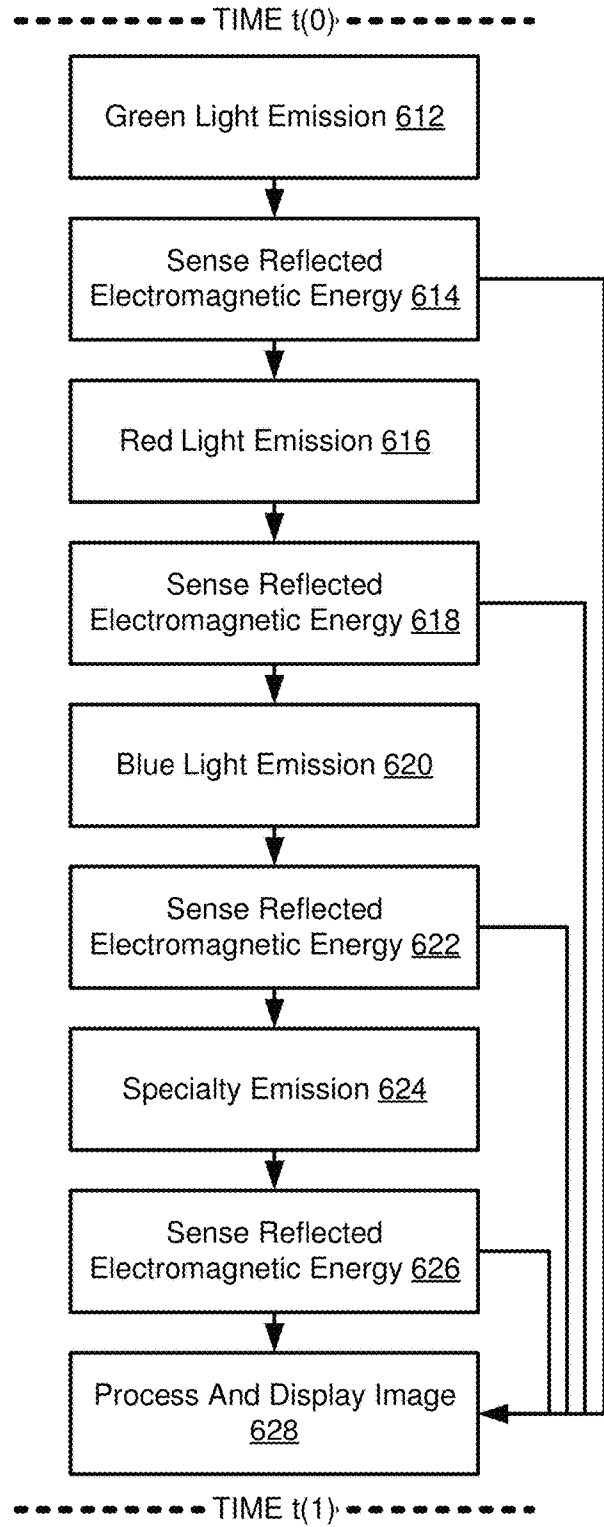 TIME t(0)
Green Light Emission 612
Sense Reflected
Electromagnetic Energy 614
Red Light Emission 616
Sense Reflected
Electromagnetic Energy 618
Blue Light Emission 620
Sense Reflected
Electromagnetic Energy 622
Specialty Emission 624
Sense Reflected
Electromagnetic Energy 626
Process And Display Image
628
TIME t(1)